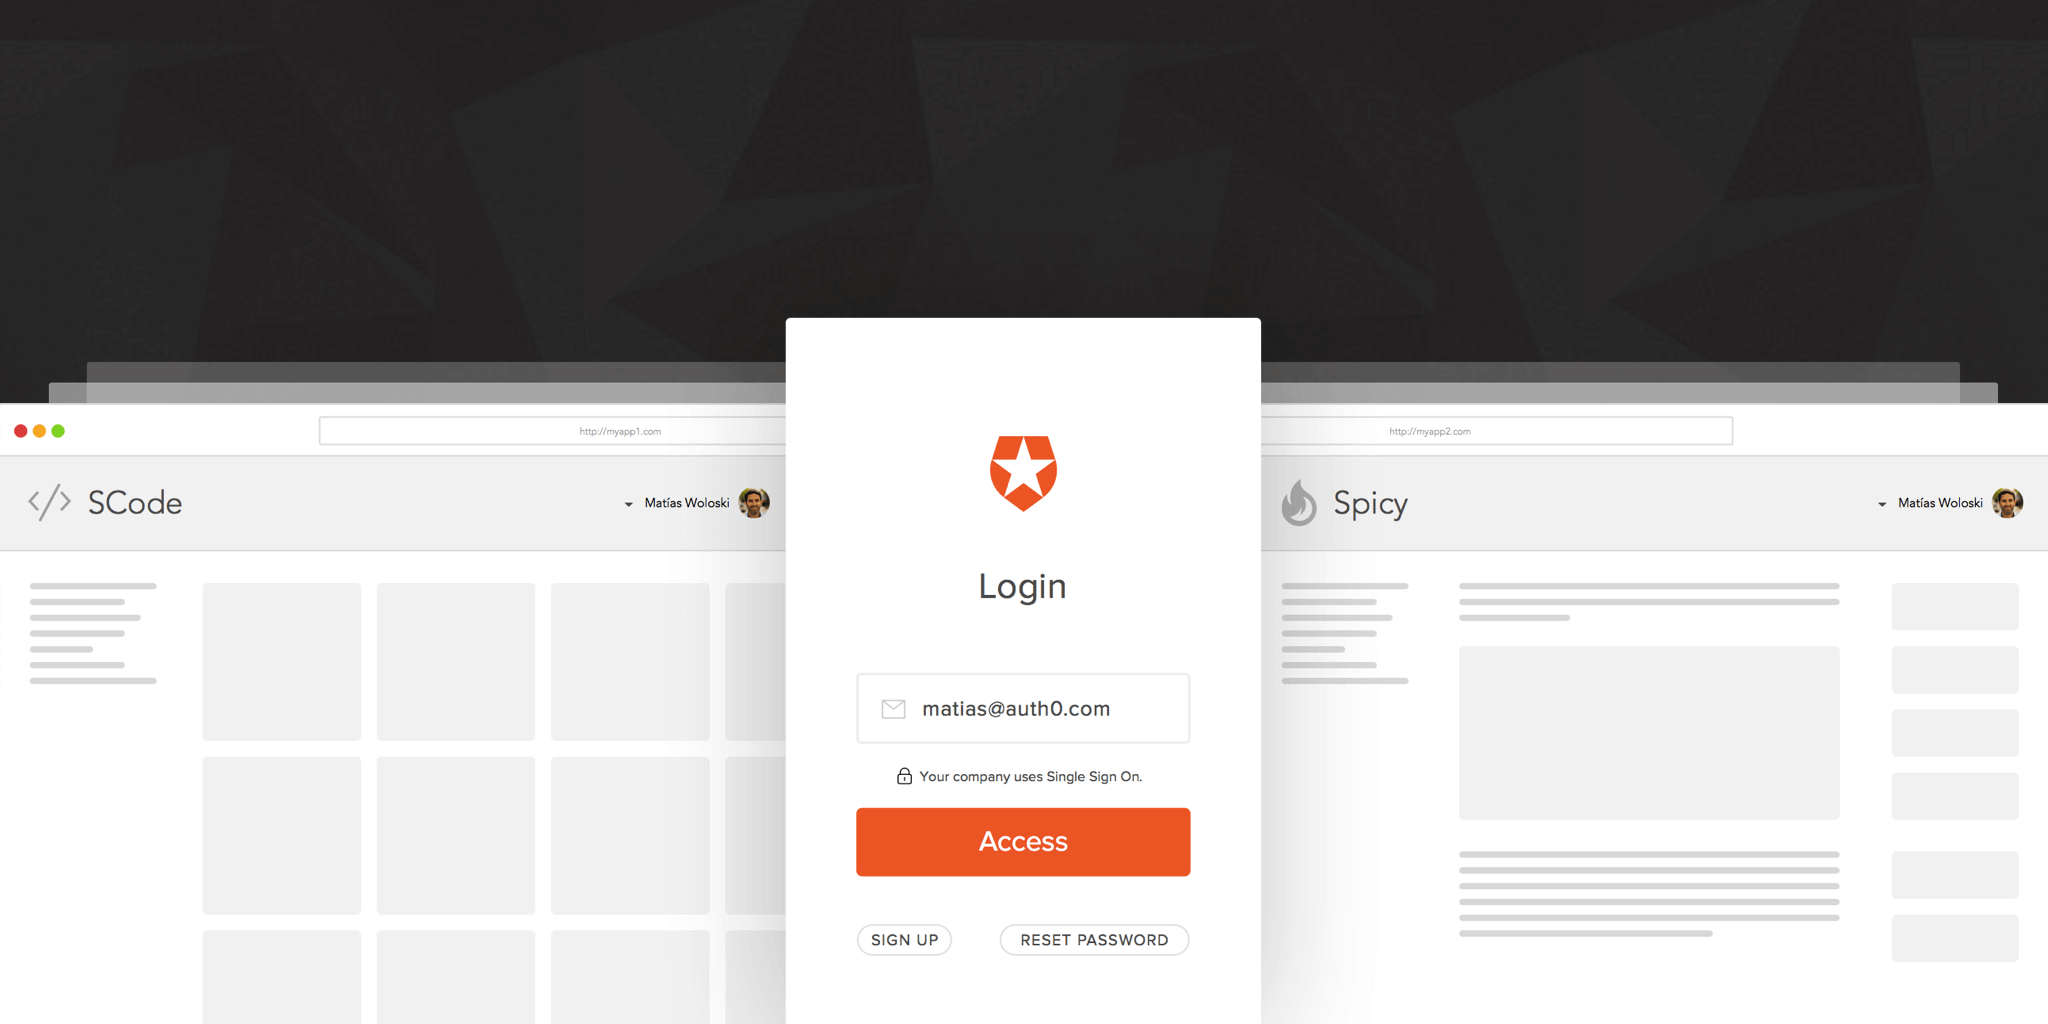 http://myapp1.com
SCode
Matías Woloski
Login
matias@auth0.com
Your company uses Single Sign On.
Access
SIGN UP
RESET PASSWORD
http://myapp2.com
Spicy
Matías Woloski